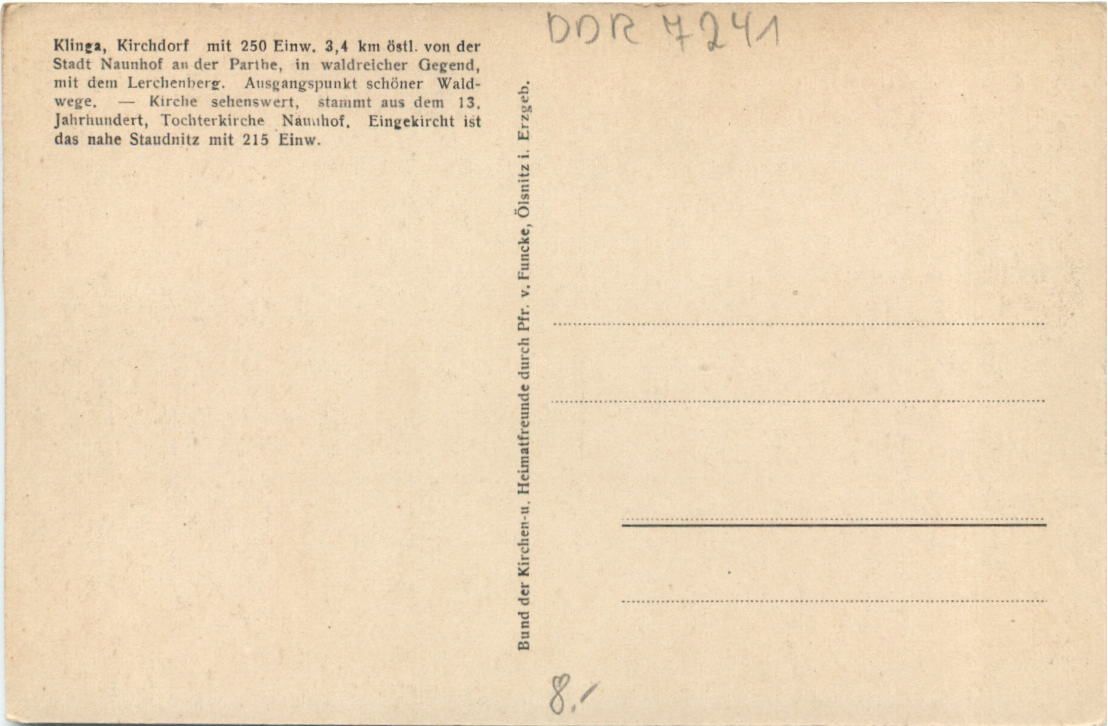 Klinga, Kirchdorf mit 250 Einw. 3,4 km östl. von der
Stadt Naunhof an der Parthe, in waldreicher Gegend,
mit dem Lerchenberg. Ausgangspunkt schöner Wald-
wege. — Kirche sehenswert, stammt aus dem 13.
Jahrhundert, Tochterkirche Naunhof. Eingekircht ist
das nahe Staudnitz mit 215 Einw.
Bund der Kirchen-u. Heimatfreunde durch Pfr. v. Funcke, Ölsnitz i. Erzgeb.
DDR 7241
8.-